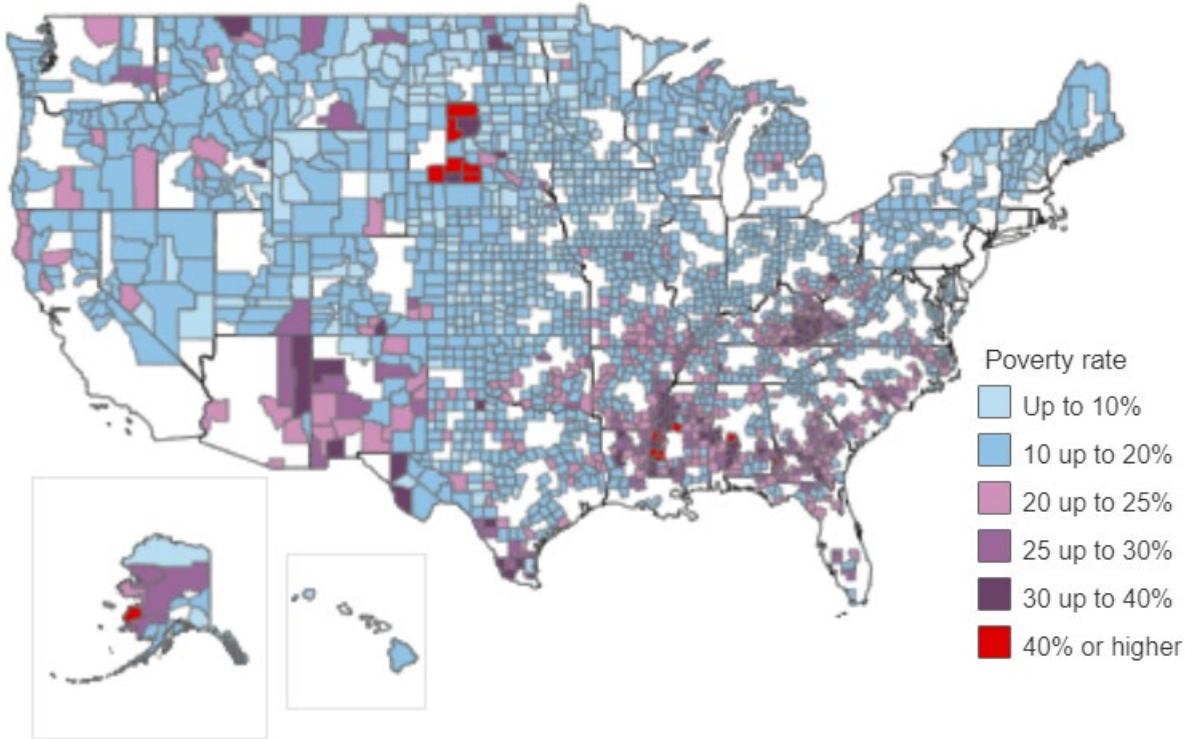 Poverty rate
Up to 10%
10 up to 20%
20 up to 25%
25 up to 30%
30 up to 40%
40% or higher